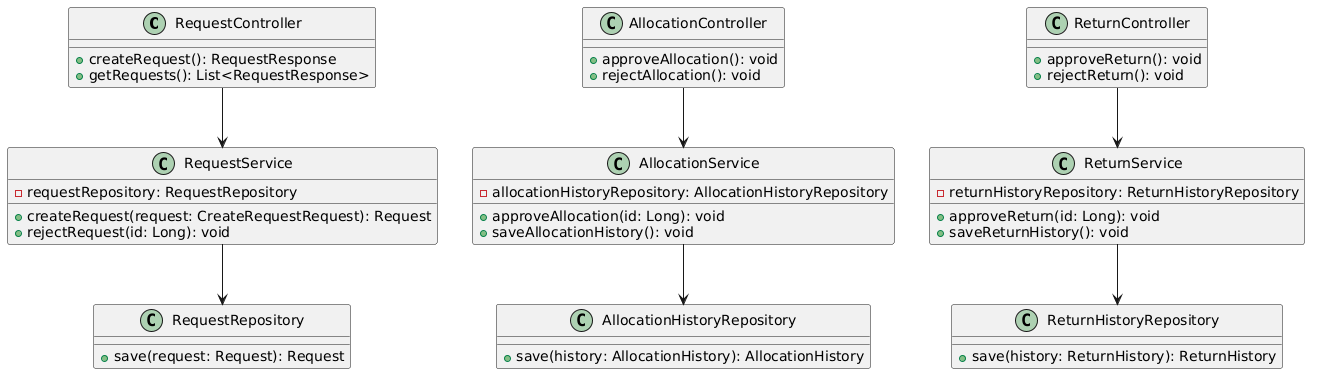 C RequestController
+createRequest(): RequestResponse
+getRequests(): List<RequestResponse>
C AllocationController
approveAllocation(): void
rejectAllocation(): void
C ReturnController
approveReturn(): void
rejectReturn(): void
C RequestService
requestRepository: RequestRepository
createRequest(request: CreateRequestRequest): Request
rejectRequest(id: Long): void
C AllocationService
allocationHistoryRepository: AllocationHistoryRepository
approveAllocation(id: Long): void
saveAllocationHistory(): void
C ReturnService
returnHistoryRepository: ReturnHistoryRepository
approveReturn(id: Long): void
saveReturnHistory(): void
C RequestRepository
save(request: Request): Request
C AllocationHistoryRepository
save(history: AllocationHistory): AllocationHistory
C ReturnHistoryRepository
save(history: ReturnHistory): ReturnHistory